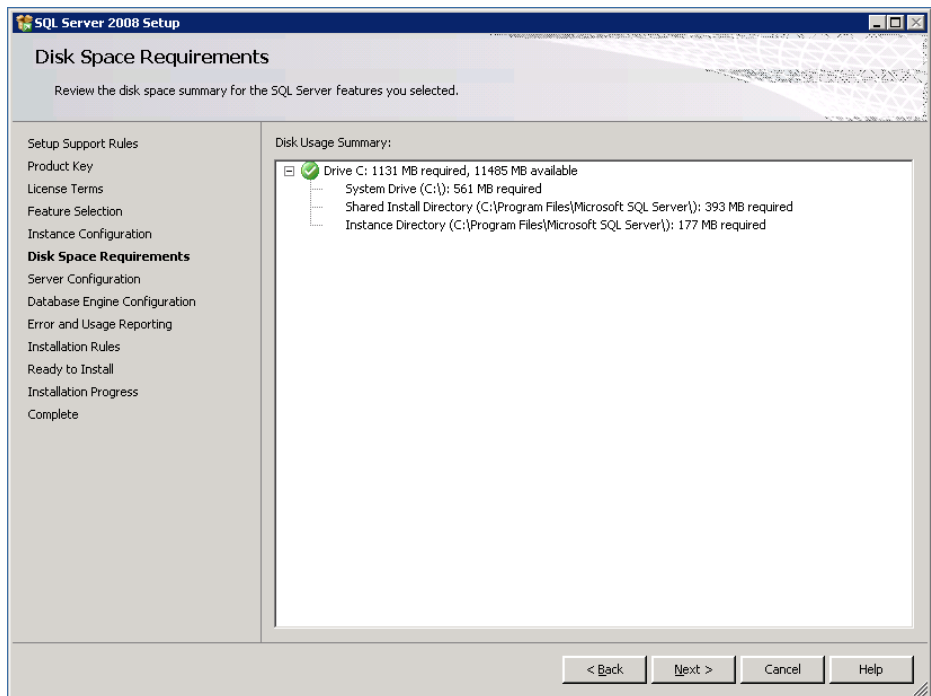 SQL Server 2008 Setup
Disk Space Requirements
Review the disk space summary for the SQL Server features you selected.
Setup Support Rules
Product Key
License Terms
Feature Selection
Instance Configuration
Disk Space Requirements
Server Configuration
Database Engine Configuration
Error and Usage Reporting
Installation Rules
Ready to Install
Installation Progress
Complete
Disk Usage Summary:
Drive C: 1131 MB required, 11485 MB available
System Drive (C:\): 561 MB required
Shared Install Directory (C:\Program Files\Microsoft SQL Server\): 393 MB required
Instance Directory (C:\Program Files\Microsoft SQL Server\): 177 MB required
< Back
Next >
Cancel
Help